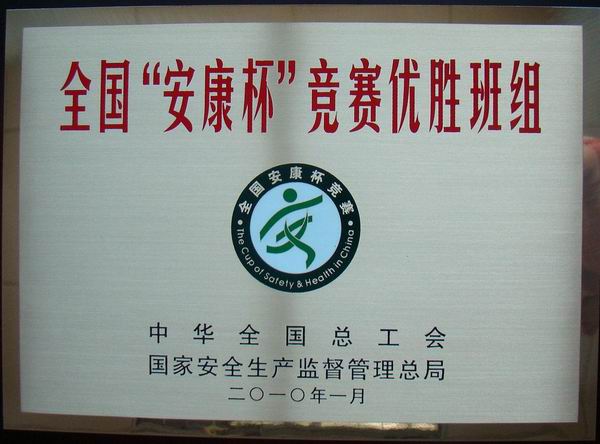 全国“安康杯”竞赛优胜班组
全国安康杯竞赛
The Cup of Safety & Health in China
中华全国总工会
国家安全生产监督管理总局
二〇一〇年一月